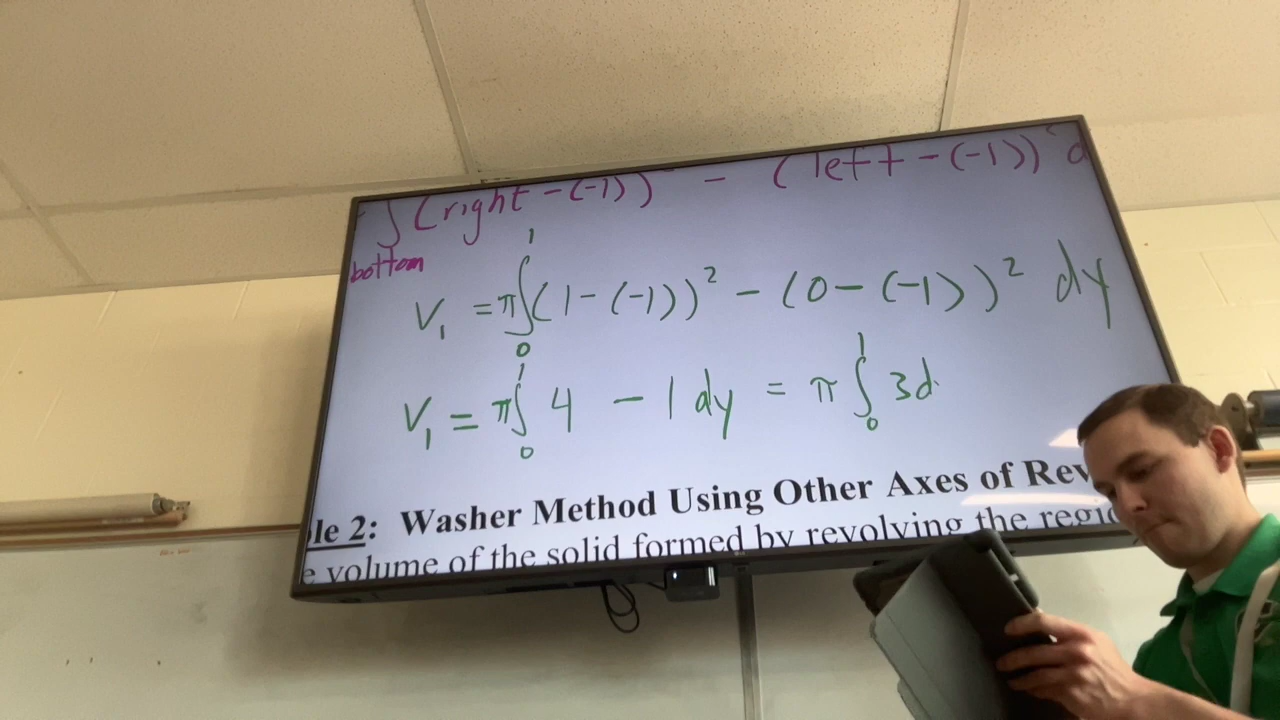 ∫(right-(-1))² - (left-(-1))² d
bottom
V₁ = π∫₀¹(1-(-1))² - (0-(-1))² dy
V₁ = π∫₀¹ 4 - 1 dy = π∫₀¹ 3d
le 2: Washer Method Using Other Axes of Rev
e volume of the solid formed by revolving the regio